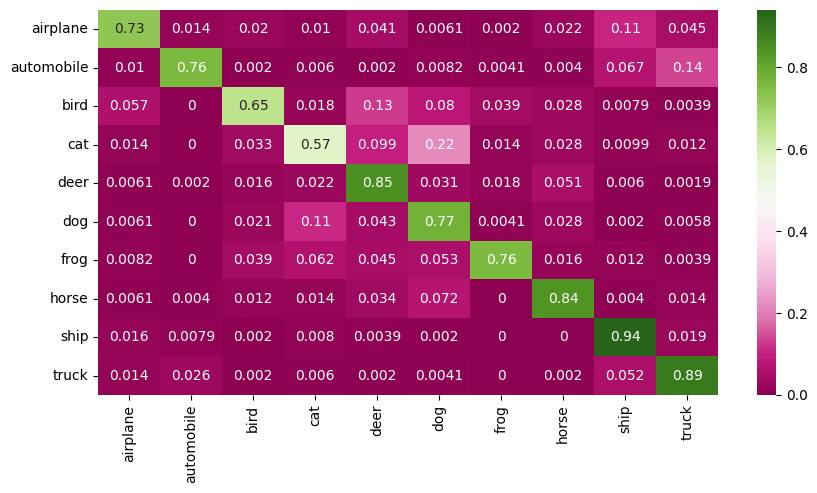 airplane 0.73 0.014 0.02 0.01 0.041 0.0061 0.002 0.022 0.11 0.045
automobile 0.01 0.76 0.002 0.006 0.002 0.0082 0.0041 0.004 0.067 0.14
bird 0.057 0 0.65 0.018 0.13 0.08 0.039 0.028 0.0079 0.0039
cat 0.014 0 0.033 0.57 0.099 0.22 0.014 0.028 0.0099 0.012
deer 0.0061 0.002 0.016 0.022 0.85 0.031 0.018 0.051 0.006 0.0019
dog 0.0061 0 0.021 0.11 0.043 0.77 0.0041 0.028 0.002 0.0058
frog 0.0082 0 0.039 0.062 0.045 0.053 0.76 0.016 0.012 0.0039
horse 0.0061 0.004 0.012 0.014 0.034 0.072 0 0.84 0.004 0.014
ship 0.016 0.0079 0.002 0.008 0.0039 0.002 0 0 0.94 0.019
truck 0.014 0.026 0.002 0.006 0.002 0.0041 0 0.002 0.052 0.89
airplane automobile bird cat deer dog frog horse ship truck
0.8
0.6
0.4
0.2
0.0